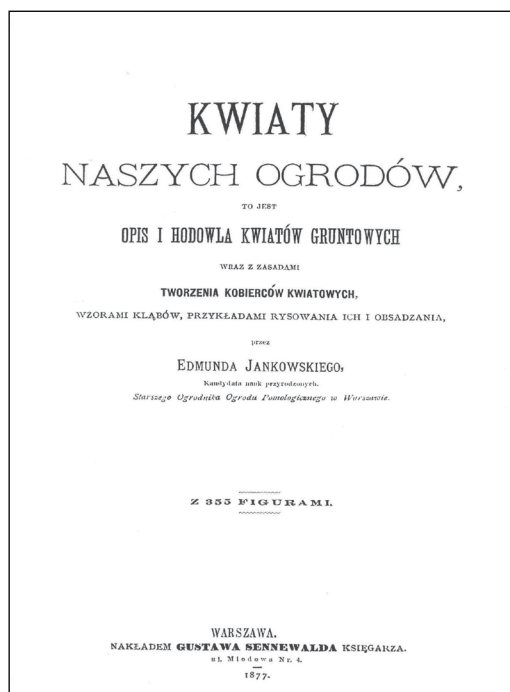 KWIATY
NASZYCH OGRODÓW,
TO JEST
OPIS I HODOWLA KWIATÓW GRUNTOWYCH
WRAZ Z ZASADAMI
TWORZENIA KOBIERCÓW KWIATOWYCH,
WZORAMI KLĄBÓW, PRZYKŁADAMI RYSOWANIA ICH I OBSADZANIA,
przez
EDMUNDA JANKOWSKIEGO,
Kandydata nauk przyrodzonych.
Starszego Ogrodnika Ogrodu Pomologicznego w Warszawie.
Z 355 FIGURAMI.
WARSZAWA.
NAKŁADEM GUSTAWA SENNEWALDA KSIĘGARZA.
ul. Miodowa Nr. 4.
1877.